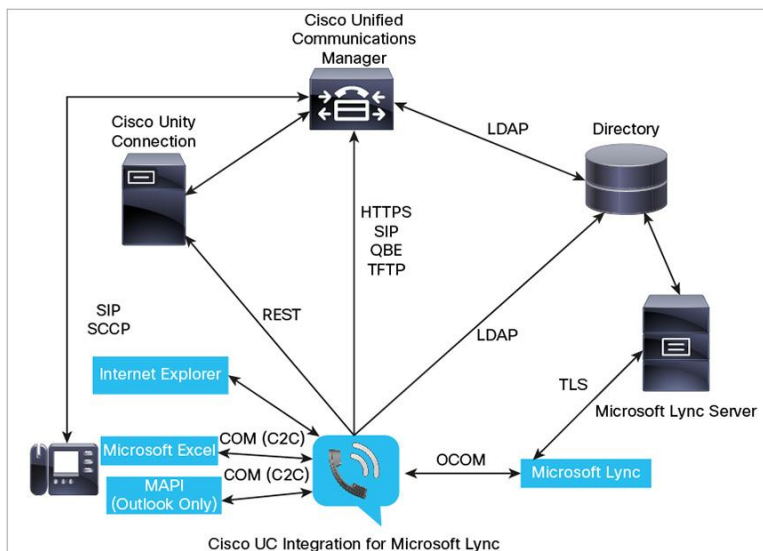 Cisco Unified
Communications
Manager
Cisco Unity
Connection
LDAP
Directory
HTTPS
SIP
QBE
TFTP
SIP
SCCP
REST
LDAP
Internet Explorer
TLS
Microsoft Lync Server
Microsoft Excel
COM (C2C)
MAPI
(Outlook Only)
COM (C2C)
OCOM
Microsoft Lync
Cisco UC Integration for Microsoft Lync